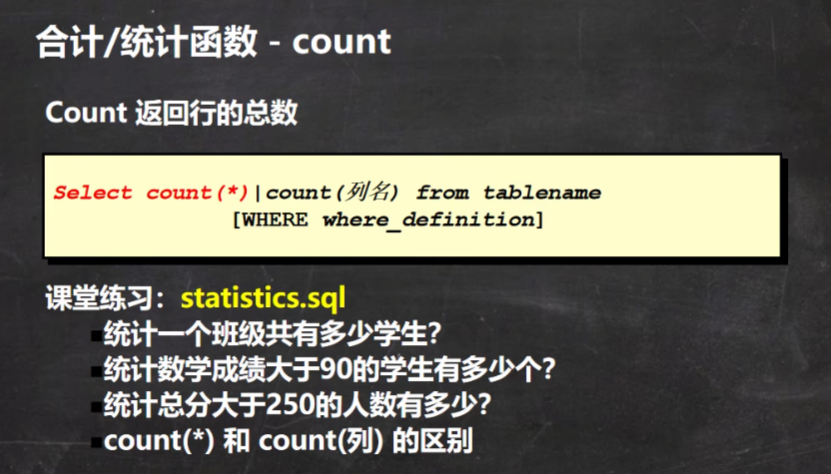 合计/统计函数 - count
Count 返回行的总数
Select count(*)|count(列名) from tablename
[WHERE where_definition]
课堂练习：statistics.sql
统计一个班级共有多少学生？
统计数学成绩大于90的学生有多少个？
统计总分大于250的人数有多少？
count(*) 和 count(列) 的区别